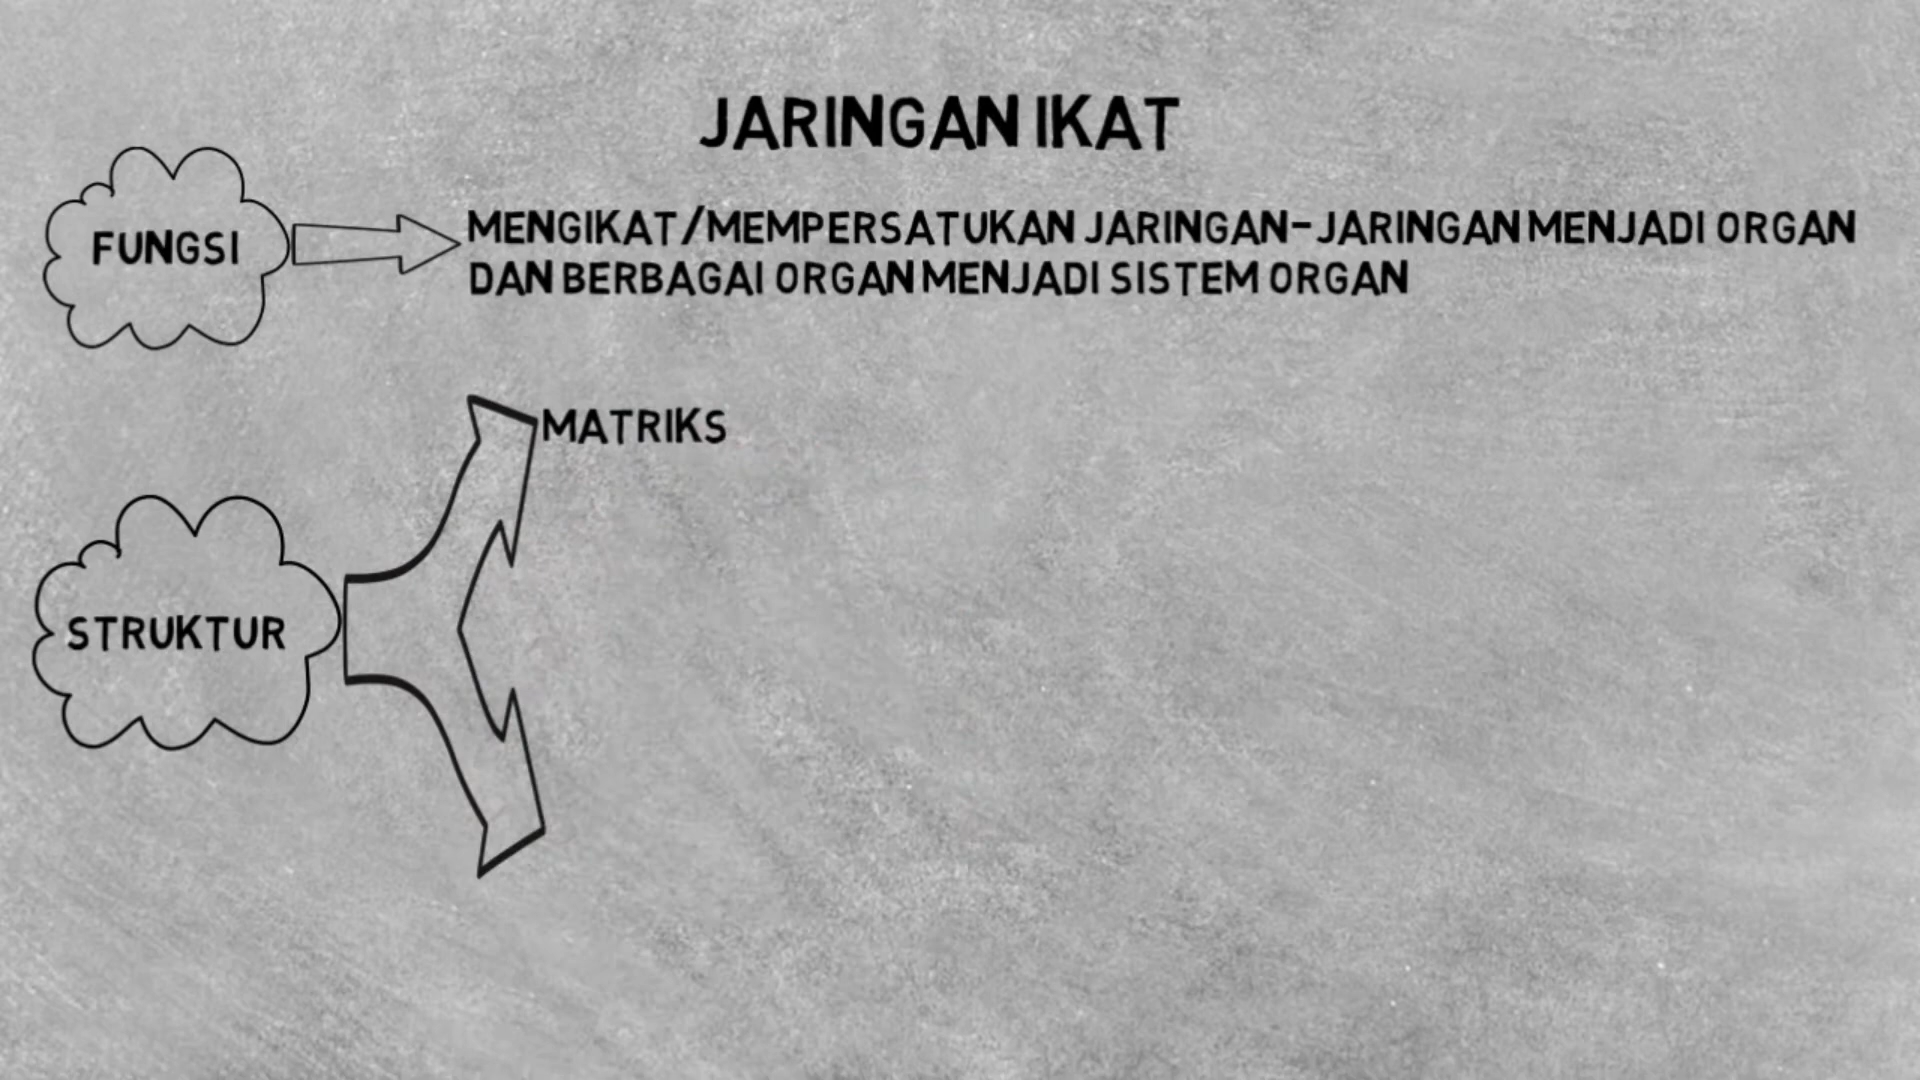 JARINGAN IKAT
FUNGSI
MENGIKAT/MEMPERSATUKAN JARINGAN-JARINGAN MENJADI ORGAN
DAN BERBAGAI ORGAN MENJADI SISTEM ORGAN
MATRIKS
STRUKTUR